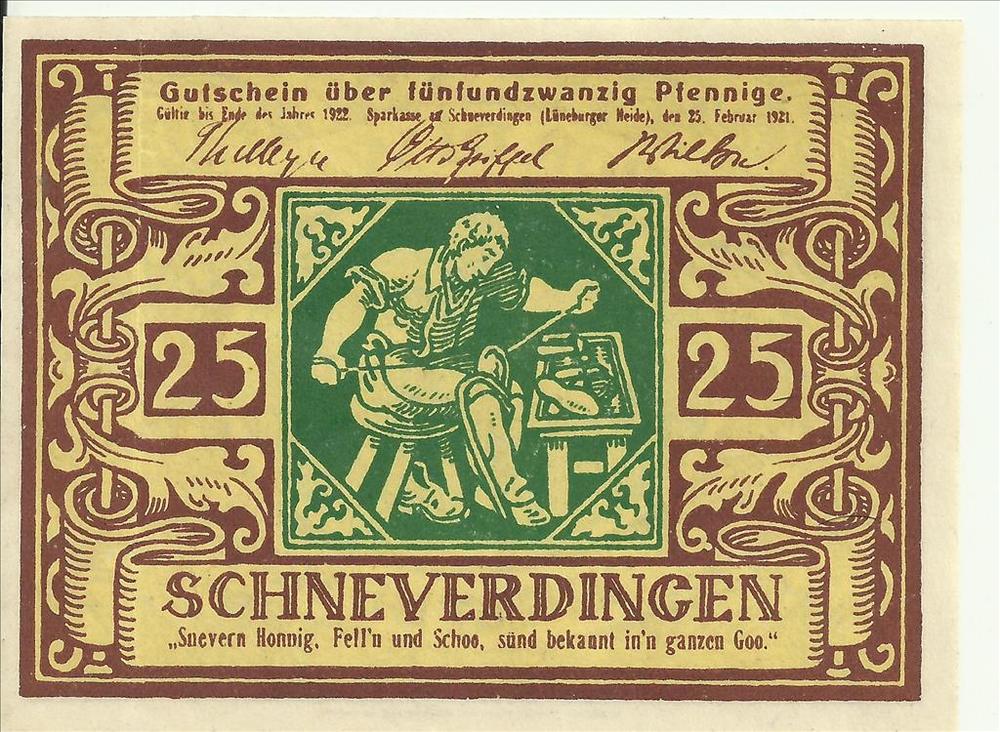 Gutschein über fünfundzwanzig Pfennige.
Gültig bis Ende des Jahres 1922. Sparkasse zu Schneverdingen (Lüneburger Heide), den 25. Februar 1921.
25 25
SCHNEVERDINGEN
„Snevern Honnig, Fell'n und Schoo, sünd bekannt in'n ganzen Goo.“